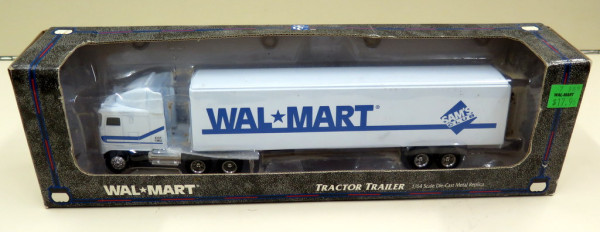 WAL★MART®
SAM'S
CLUB
WAL-MART
WAL★MART
TRACTOR TRAILER
1/64 Scale Die-Cast Metal Replica